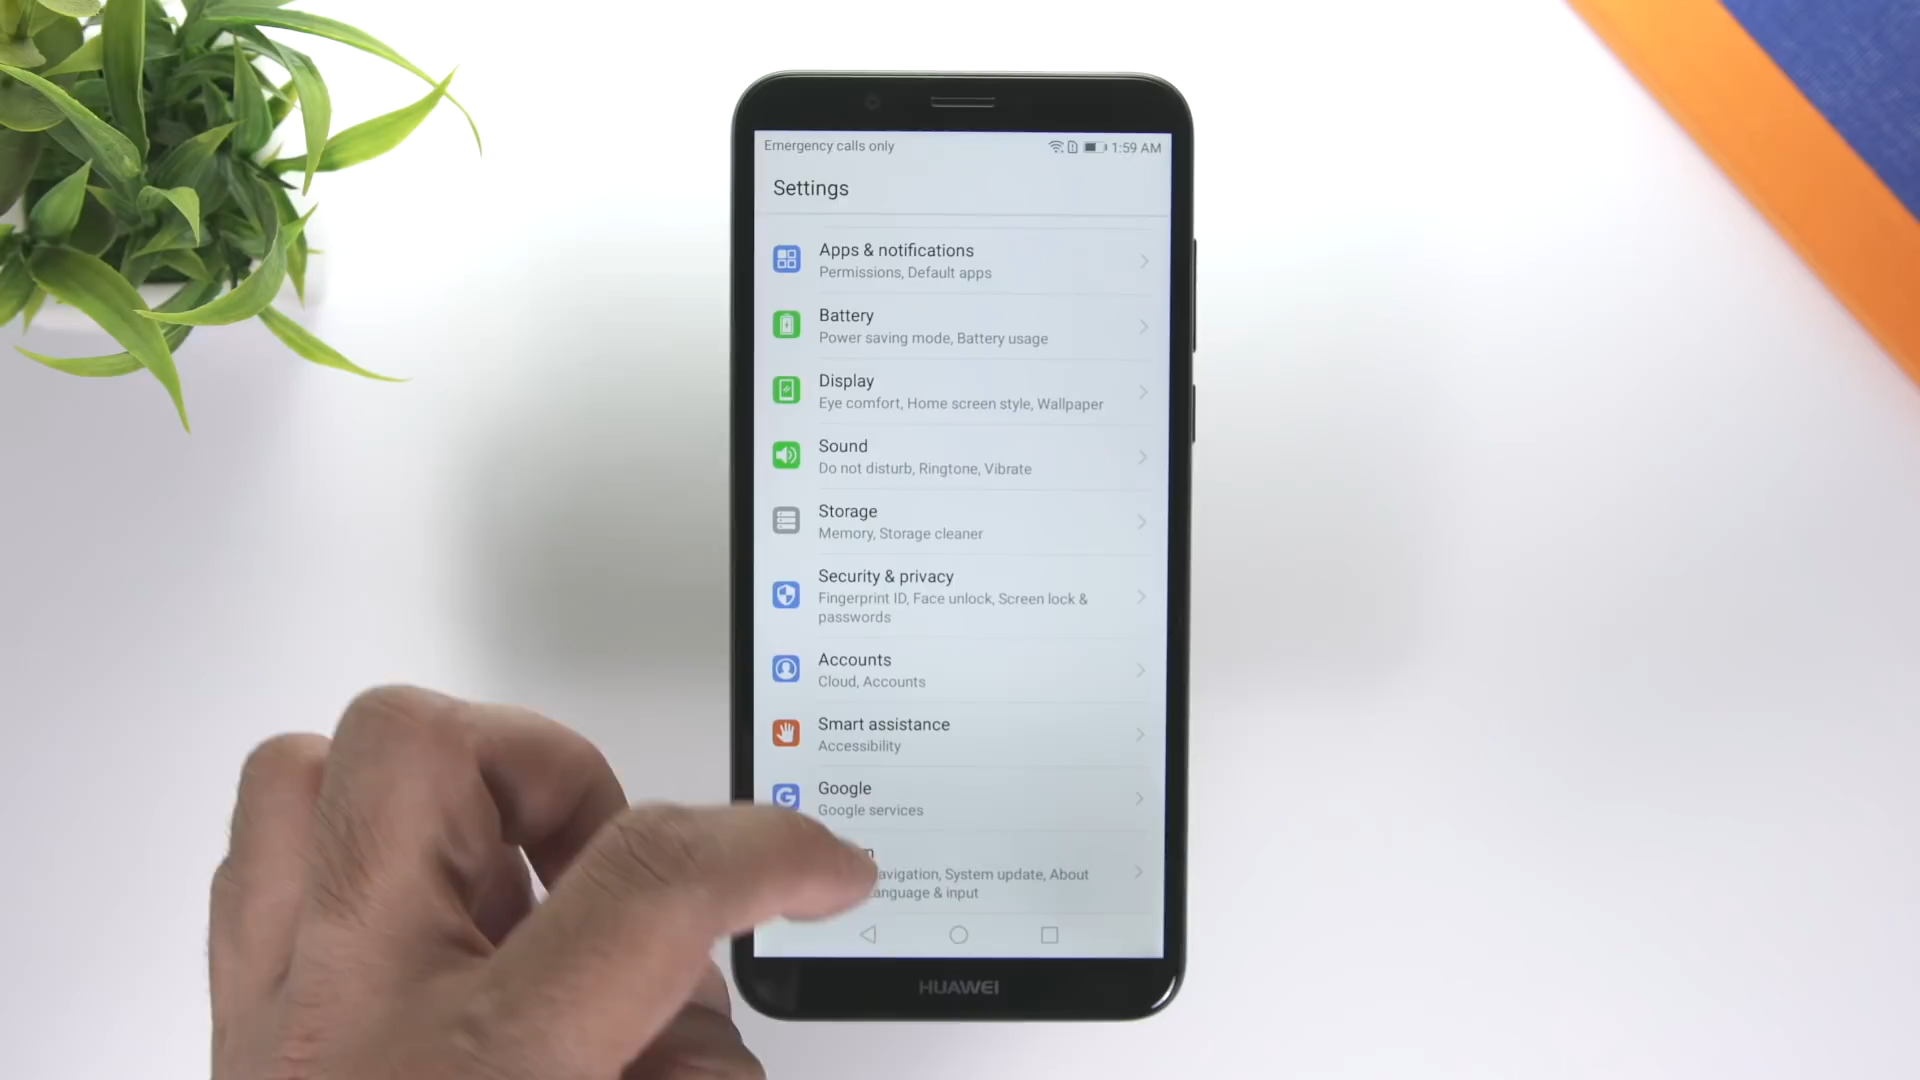 Emergency calls only
1:59 AM
Settings
Apps & notifications
Permissions, Default apps
Battery
Power saving mode, Battery usage
Display
Eye comfort, Home screen style, Wallpaper
Sound
Do not disturb, Ringtone, Vibrate
Storage
Memory, Storage cleaner
Security & privacy
Fingerprint ID, Face unlock, Screen lock &
passwords
Accounts
Cloud, Accounts
Smart assistance
Accessibility
Google
Google services
System update, About
& input
HUAWEI